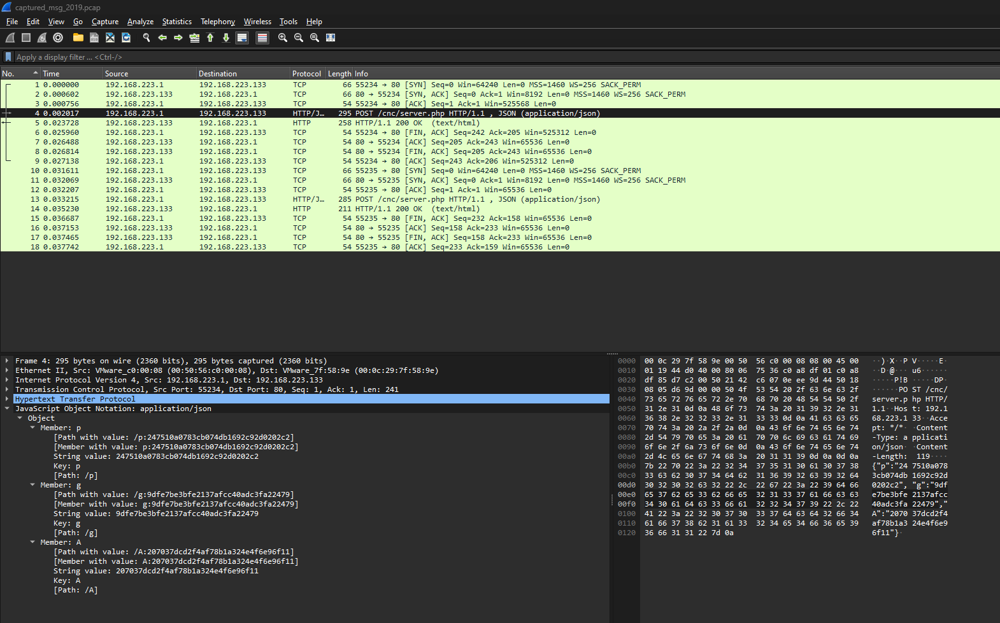 captured_msg_2019.pcap
File Edit View Go Capture Analyze Statistics Telephony Wireless Tools Help
Apply a display filter ... <Ctrl-/>
No. Time Source Destination Protocol Length Info
1 0.000000 192.168.223.1 192.168.223.133 TCP 66 55234 → 80 [SYN] Seq=0 Win=64240 Len=0 MSS=1460 WS=256 SACK_PERM
2 0.000602 192.168.223.133 192.168.223.1 TCP 66 80 → 55234 [SYN, ACK] Seq=0 Ack=1 Win=8192 Len=0 MSS=1460 WS=256 SACK_PERM
3 0.000756 192.168.223.1 192.168.223.133 TCP 54 55234 → 80 [ACK] Seq=1 Ack=1 Win=525568 Len=0
4 0.002017 192.168.223.1 192.168.223.133 HTTP/J… 295 POST /cnc/server.php HTTP/1.1 , JSON (application/json)
5 0.023728 192.168.223.133 192.168.223.1 HTTP 258 HTTP/1.1 200 OK (text/html)
6 0.025960 192.168.223.1 192.168.223.133 TCP 54 55234 → 80 [FIN, ACK] Seq=242 Ack=205 Win=525312 Len=0
7 0.026488 192.168.223.133 192.168.223.1 TCP 54 80 → 55234 [ACK] Seq=205 Ack=243 Win=65536 Len=0
8 0.026814 192.168.223.133 192.168.223.1 TCP 54 80 → 55234 [FIN, ACK] Seq=205 Ack=243 Win=65536 Len=0
9 0.027138 192.168.223.1 192.168.223.133 TCP 54 55234 → 80 [ACK] Seq=243 Ack=206 Win=525312 Len=0
10 0.031611 192.168.223.1 192.168.223.133 TCP 66 55235 → 80 [SYN] Seq=0 Win=64240 Len=0 MSS=1460 WS=256 SACK_PERM
11 0.032069 192.168.223.133 192.168.223.1 TCP 66 80 → 55235 [SYN, ACK] Seq=0 Ack=1 Win=8192 Len=0 MSS=1460 WS=256 SACK_PERM
12 0.032207 192.168.223.1 192.168.223.133 TCP 54 55235 → 80 [ACK] Seq=1 Ack=1 Win=65536 Len=0
13 0.033215 192.168.223.1 192.168.223.133 HTTP/J… 285 POST /cnc/server.php HTTP/1.1 , JSON (application/json)
14 0.035230 192.168.223.133 192.168.223.1 HTTP 211 HTTP/1.1 200 OK (text/html)
15 0.036687 192.168.223.1 192.168.223.133 TCP 54 55235 → 80 [FIN, ACK] Seq=232 Ack=158 Win=65536 Len=0
16 0.037153 192.168.223.133 192.168.223.1 TCP 54 80 → 55235 [ACK] Seq=158 Ack=233 Win=65536 Len=0
17 0.037465 192.168.223.133 192.168.223.1 TCP 54 80 → 55235 [FIN, ACK] Seq=158 Ack=233 Win=65536 Len=0
18 0.037742 192.168.223.1 192.168.223.133 TCP 54 55235 → 80 [ACK] Seq=233 Ack=159 Win=65536 Len=0
Frame 4: 295 bytes on wire (2360 bits), 295 bytes captured (2360 bits)
Ethernet II, Src: VMware_c0:00:08 (00:50:56:c0:00:08), Dst: VMware_7f:58:9e (00:0c:29:7f:58:9e)
Internet Protocol Version 4, Src: 192.168.223.1, Dst: 192.168.223.133
Transmission Control Protocol, Src Port: 55234, Dst Port: 80, Seq: 1, Ack: 1, Len: 241
Hypertext Transfer Protocol
JavaScript Object Notation: application/json
Object
Member: p
[Path with value: /p:247510a0783cb074db1692c92d0202c2]
[Member with value: p:247510a0783cb074db1692c92d0202c2]
String value: 247510a0783cb074db1692c92d0202c2
Key: p
[Path: /p]
Member: g
[Path with value: /g:9dfe7be3bfe2137afcc40adc3fa22479]
[Member with value: g:9dfe7be3bfe2137afcc40adc3fa22479]
String value: 9dfe7be3bfe2137afcc40adc3fa22479
Key: g
[Path: /g]
Member: A
[Path with value: /A:207037dcd2f4af78b1a324e4f6e96f11]
[Member with value: A:207037dcd2f4af78b1a324e4f6e96f11]
String value: 207037dcd2f4af78b1a324e4f6e96f11
Key: A
[Path: /A]
0000 00 0c 29 7f 58 9e 00 50 56 c0 00 08 08 00 45 00 ··)·X··P V·····E·
0010 01 19 44 d0 40 00 80 06 75 36 c0 a8 df 01 c0 a8 ··D·@··· u6······
0020 df 85 d7 c2 00 50 21 42 c6 07 0e ee 9d 44 50 18 ·····P!B ·····DP·
0030 08 05 d6 9d 00 00 50 4f 53 54 20 2f 63 6e 63 2f ······PO ST /cnc/
0040 73 65 72 76 65 72 2e 70 68 70 20 48 54 54 50 2f server.p hp HTTP/
0050 31 2e 31 0d 0a 48 6f 73 74 3a 20 31 39 32 2e 31 1.1··Hos t: 192.1
0060 36 38 2e 32 32 33 2e 31 33 33 0d 0a 41 63 63 65 68.223.1 33··Acce
0070 70 74 3a 20 2a 2f 2a 0d 0a 43 6f 6e 74 65 6e 74 pt: */*· ·Content
0080 2d 54 79 70 65 3a 20 61 70 70 6c 69 63 61 74 69 -Type: a pplicati
0090 6f 6e 2f 6a 73 6f 6e 0d 0a 43 6f 6e 74 65 6e 74 on/json· ·Content
00a0 2d 4c 65 6e 67 74 68 3a 20 31 31 39 0d 0a 0d 0a -Length: 119····
00b0 7b 22 70 22 3a 22 32 34 37 35 31 30 61 30 37 38 {"p":"24 7510a078
00c0 33 63 62 30 37 34 64 62 31 36 39 32 63 39 32 64 3cb074db 1692c92d
00d0 30 32 30 32 63 32 22 2c 22 67 22 3a 22 39 64 66 0202c2", "g":"9df
00e0 65 37 62 65 33 62 66 65 32 31 33 37 61 66 63 63 e7be3bfe 2137afcc
00f0 34 30 61 64 63 33 66 61 32 32 34 37 39 22 2c 22 40adc3fa 22479","
0100 41 22 3a 22 32 30 37 30 33 37 64 63 64 32 66 34 A":"2070 37dcd2f4
0110 61 66 37 38 62 31 61 33 32 34 65 34 66 36 65 39 af78b1a3 24e4f6e9
0120 36 66 31 31 22 7d 0a 6f11"}·